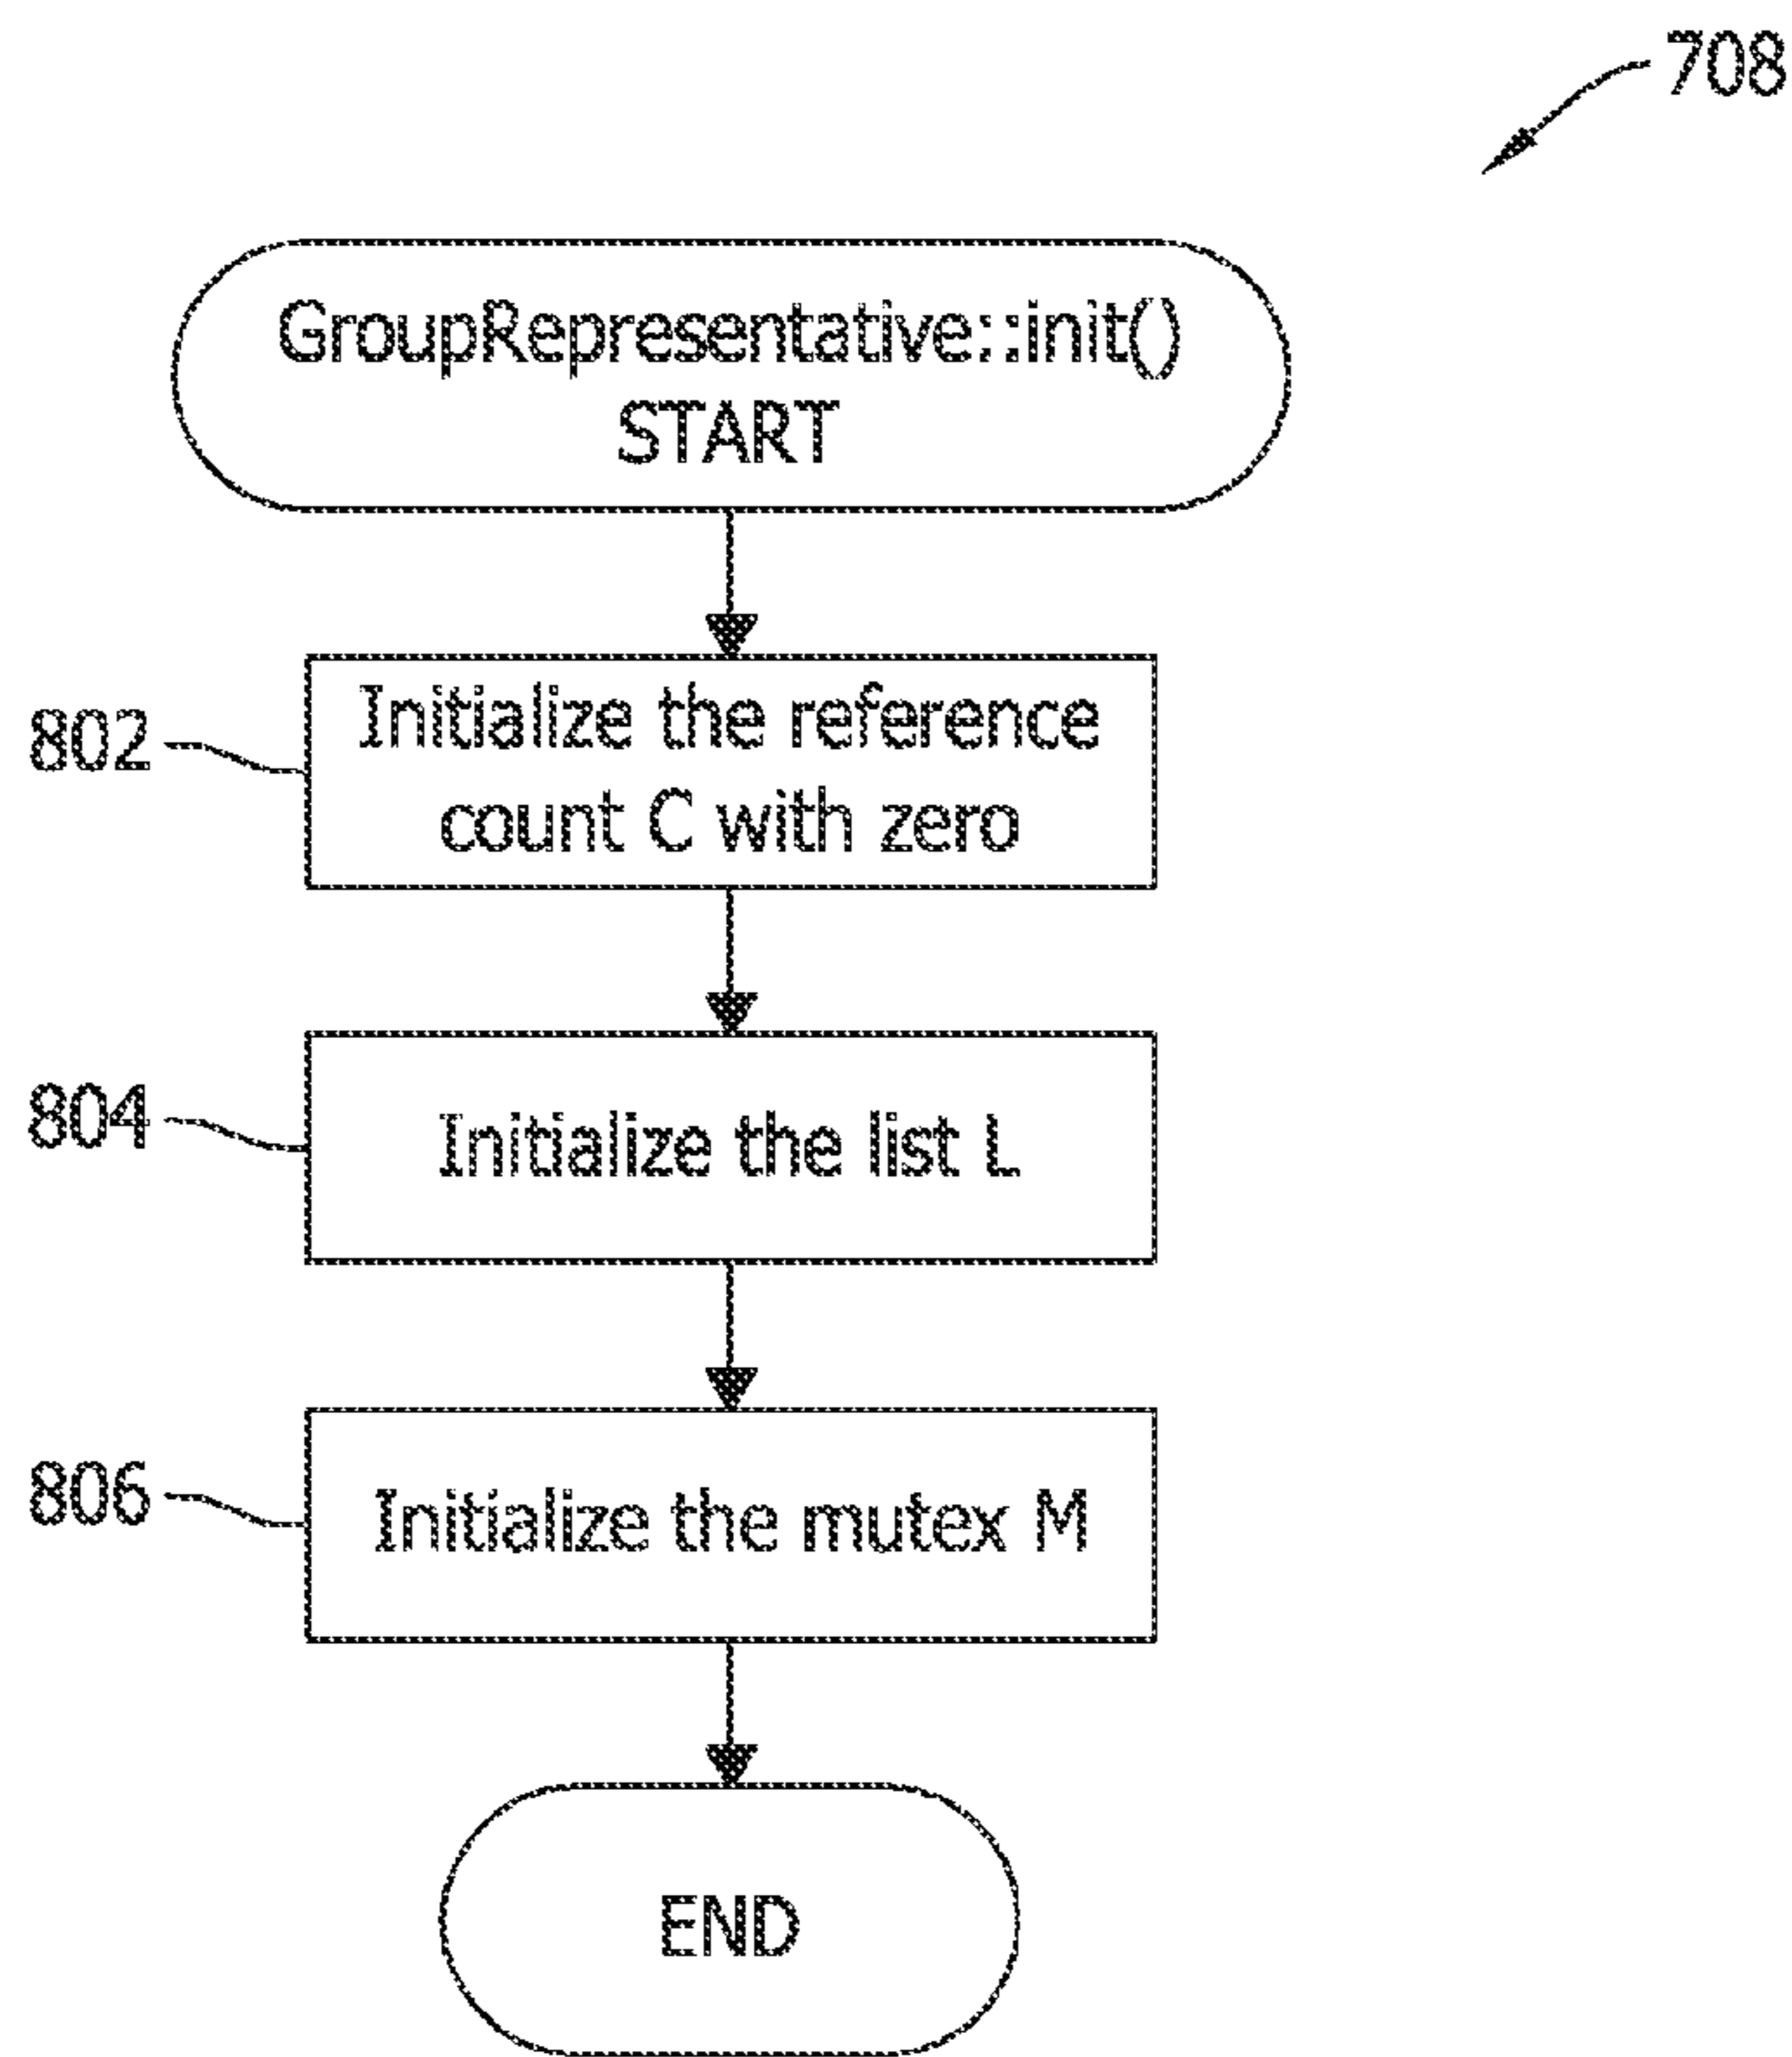 708
GroupRepresentative::init()
START
802
Initialize the reference
count C with zero
804
Initialize the list L
806
Initialize the mutex M
END